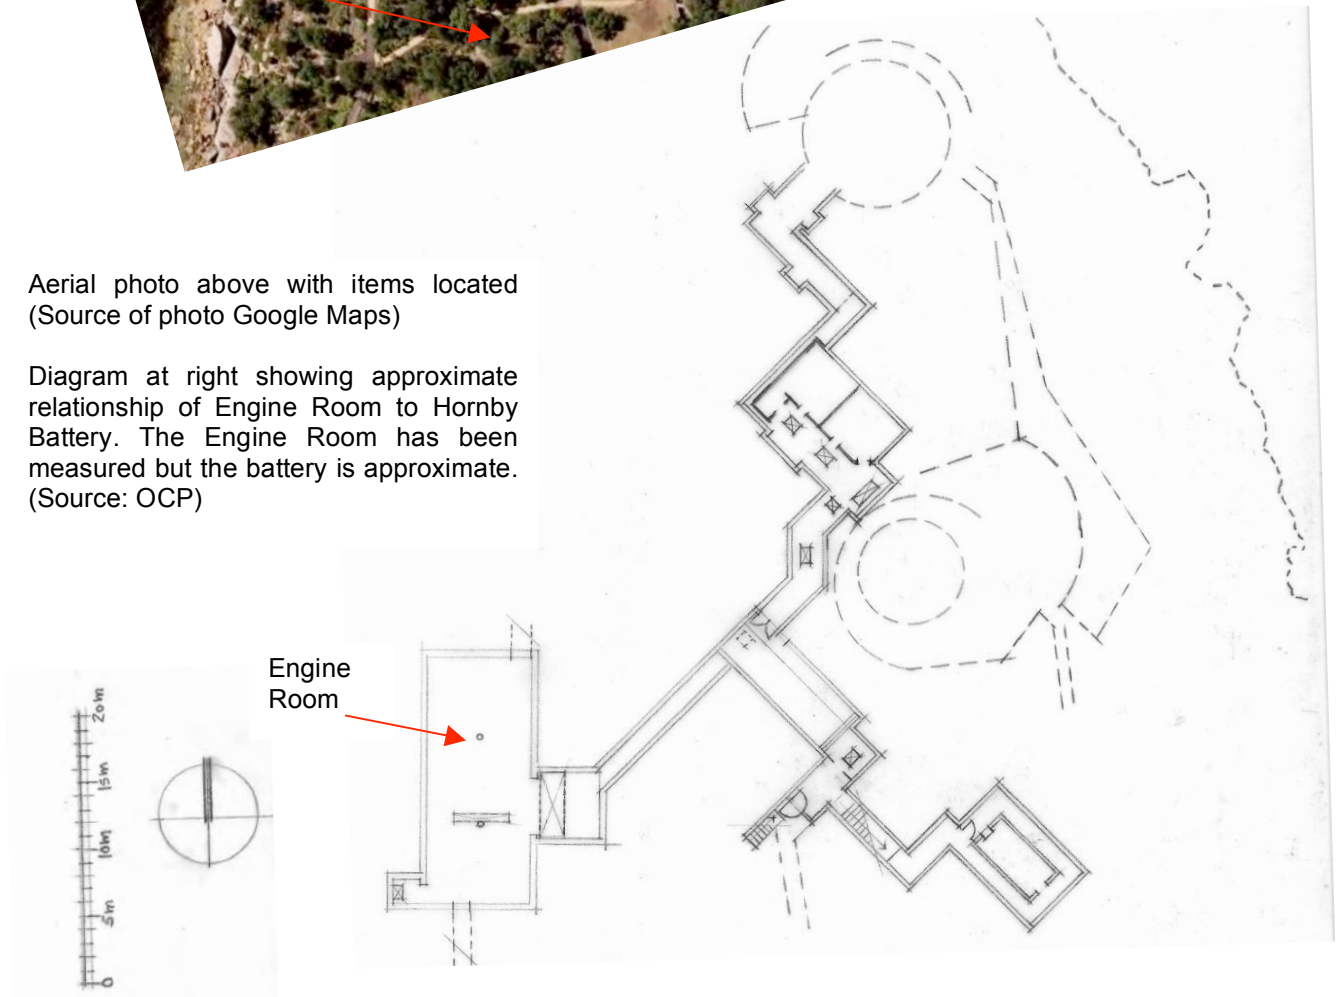 Aerial photo above with items located
(Source of photo Google Maps)
Diagram at right showing approximate
relationship of Engine Room to Hornby
Battery. The Engine Room has been
measured but the battery is approximate.
(Source: OCP)
Engine
Room
20m
15m
10m
5m
0